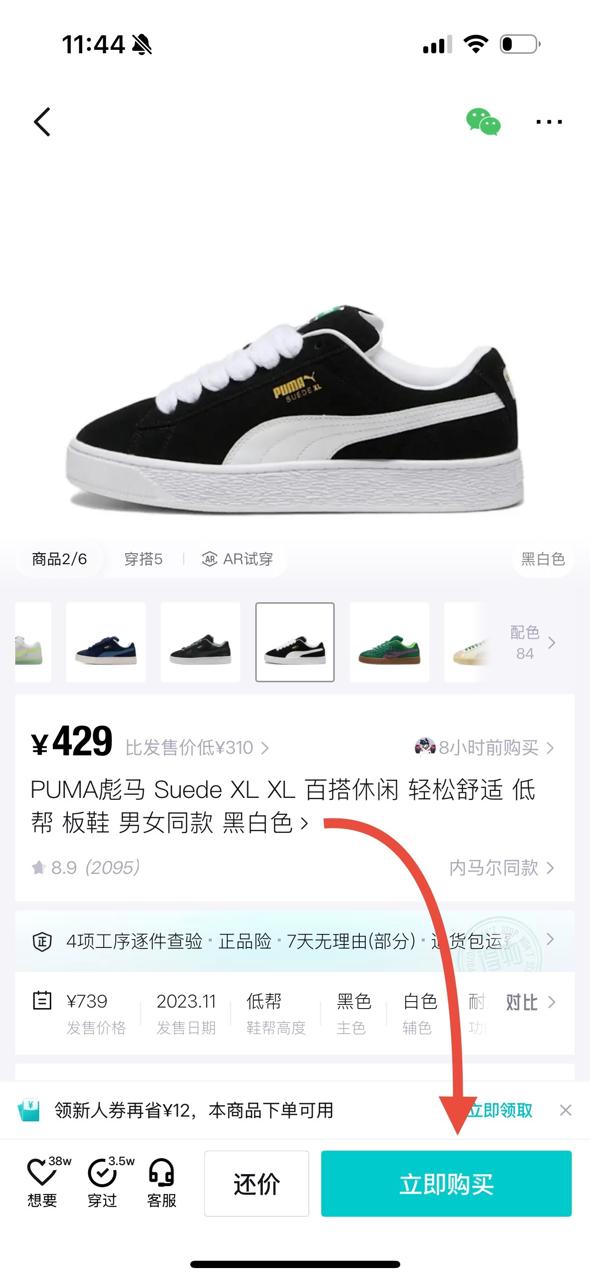 11:44
PUMA
SUEDE XL
商品2/6
穿搭5
AR
AR试穿
黑白色
配色
84
¥429
比发售价低¥310
8小时前购买
PUMA彪马 Suede XL XL 百搭休闲 轻松舒适 低
帮 板鞋 男女同款 黑白色
8.9 (2095)
内马尔同款
正
4项工序逐件查验 · 正品险 · 7天无理由(部分) · 退货包运
¥739
2023.11
低帮
黑色
白色
耐
对比
发售价格
发售日期
鞋帮高度
主色
辅色
功
¥
领新人券再省¥12，本商品下单可用
立即领取
38w
3.5w
想要
穿过
客服
还价
立即购买